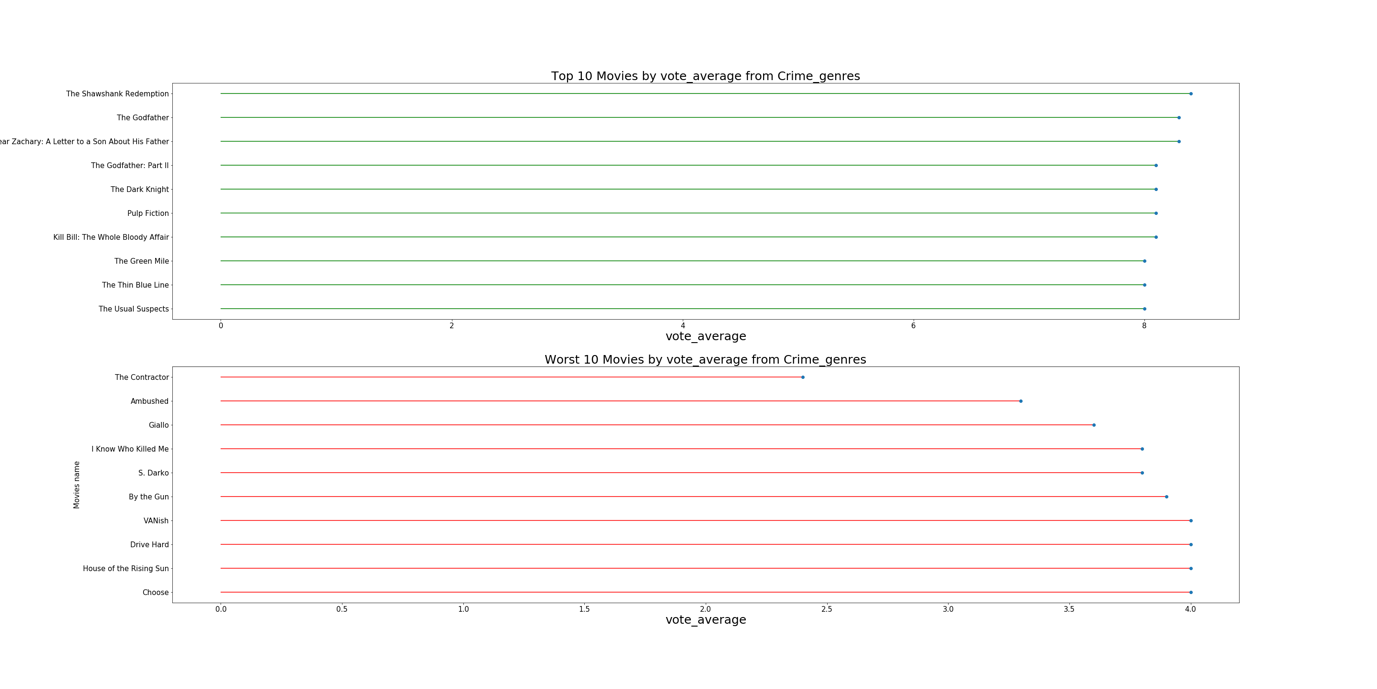 Top 10 Movies by vote_average from Crime_genres
The Shawshank Redemption
The Godfather
ear Zachary: A Letter to a Son About His Father
The Godfather: Part II
The Dark Knight
Pulp Fiction
Kill Bill: The Whole Bloody Affair
The Green Mile
The Thin Blue Line
The Usual Suspects
0 2 4 6 8
vote_average
Worst 10 Movies by vote_average from Crime_genres
Movies name
The Contractor
Ambushed
Giallo
I Know Who Killed Me
S. Darko
By the Gun
VANish
Drive Hard
House of the Rising Sun
Choose
0.0 0.5 1.0 1.5 2.0 2.5 3.0 3.5 4.0
vote_average